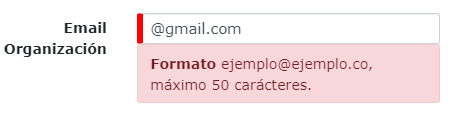 Email
Organización
@gmail.com
Formato ejemplo@ejemplo.co,
máximo 50 carácteres.